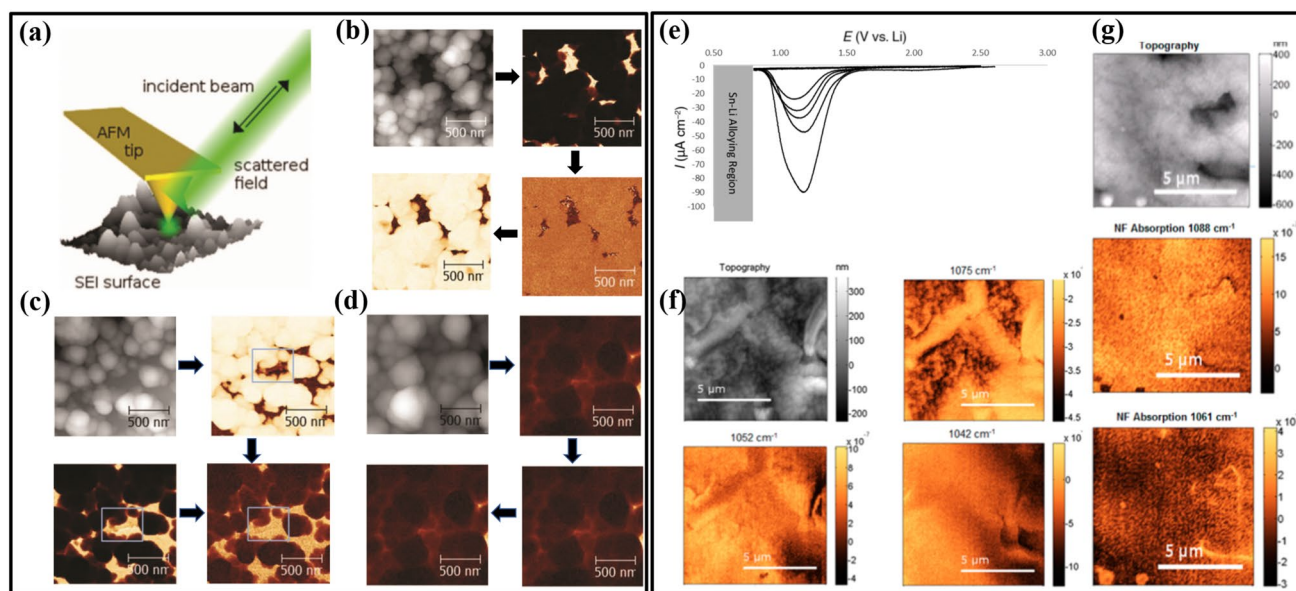 (a)
incident beam
AFM
tip
scattered
field
SEI surface
(b)
500 nm
500 nm
500 nm
500 nm
(c)
500 nm
500 nm
500 nm
500 nm
(d)
500 nm
500 nm
500 nm
500 nm
(e)
E (V vs. Li)
0.50 1.00 1.50 2.00 2.50 3.00
0
-10
-20
-30
-40
-50
-60
-70
-80
-90
-100
I (µA cm⁻²)
Sn-Li Alloying Region
(f)
Topography
nm
300
200
100
0
-100
-200
5 µm
1075 cm⁻¹
-1.5
-2
-2.5
-3
-3.5
-4
-4.5
5 µm
1052 cm⁻¹
10
8
6
4
2
0
-2
-4
5 µm
1042 cm⁻¹
0
-5
-10
5 µm
(g)
Topography
nm
400
200
0
-200
-400
-600
5 µm
NF Absorption 1088 cm⁻¹
15
10
5
0
5 µm
NF Absorption 1061 cm⁻¹
4
3
2
1
0
-1
-2
-3
5 µm